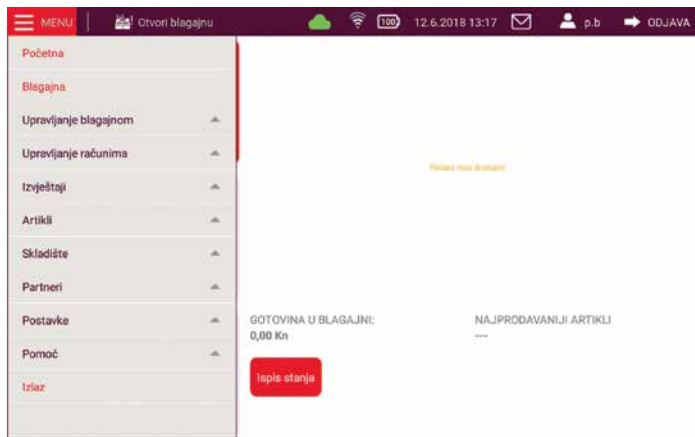 MENU Otvori blagajnu 100 12.6.2018 13:17 p.b ODJAVA
Početna
Blagajna
Upravljanje blagajnom
Upravljanje računima
Izvještaji
Artikli
Skladište
Partneri
Postavke
Pomoć
Izlaz
GOTOVINA U BLAGAJNI:
0,00 Kn
NAJPRODAVANIJI ARTIKLI
---
Ispis stanja